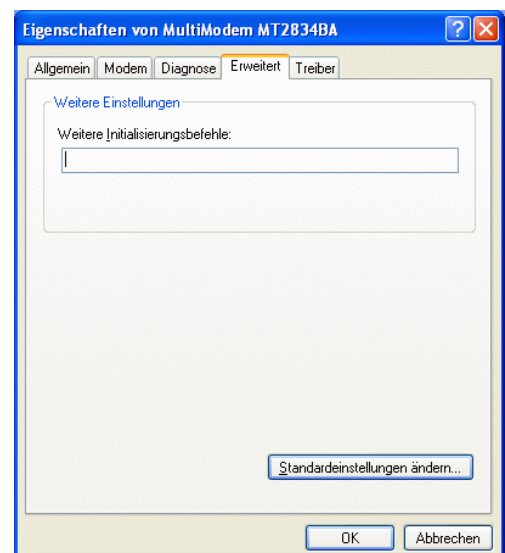 Eigenschaften von MultiModem MT2834BA
Allgemein Modem Diagnose Erweitert Treiber
Weitere Einstellungen
Weitere Initialisierungsbefehle:
Standardeinstellungen ändern...
OK Abbrechen